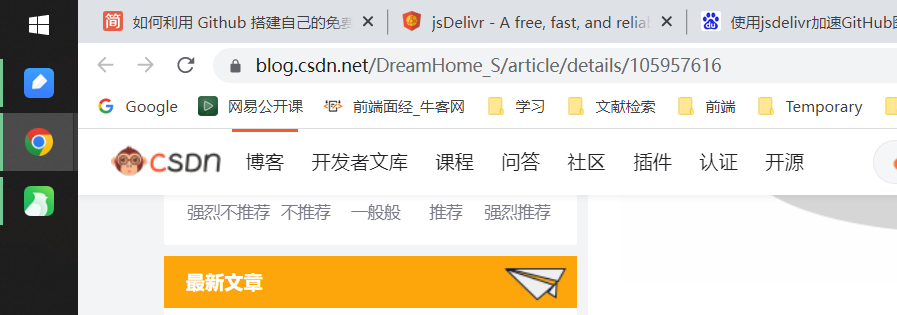 简 如何利用 Github 搭建自己的免费 jsDelivr - A free, fast, and relia 使用jsdelivr加速GitHub
blog.csdn.net/DreamHome_S/article/details/105957616
Google 网易公开课 前端面经_牛客网 学习 文献检索 前端 Temporary
CSDN 博客 开发者文库 课程 问答 社区 插件 认证 开源
强烈不推荐 不推荐 一般般 推荐 强烈推荐
最新文章